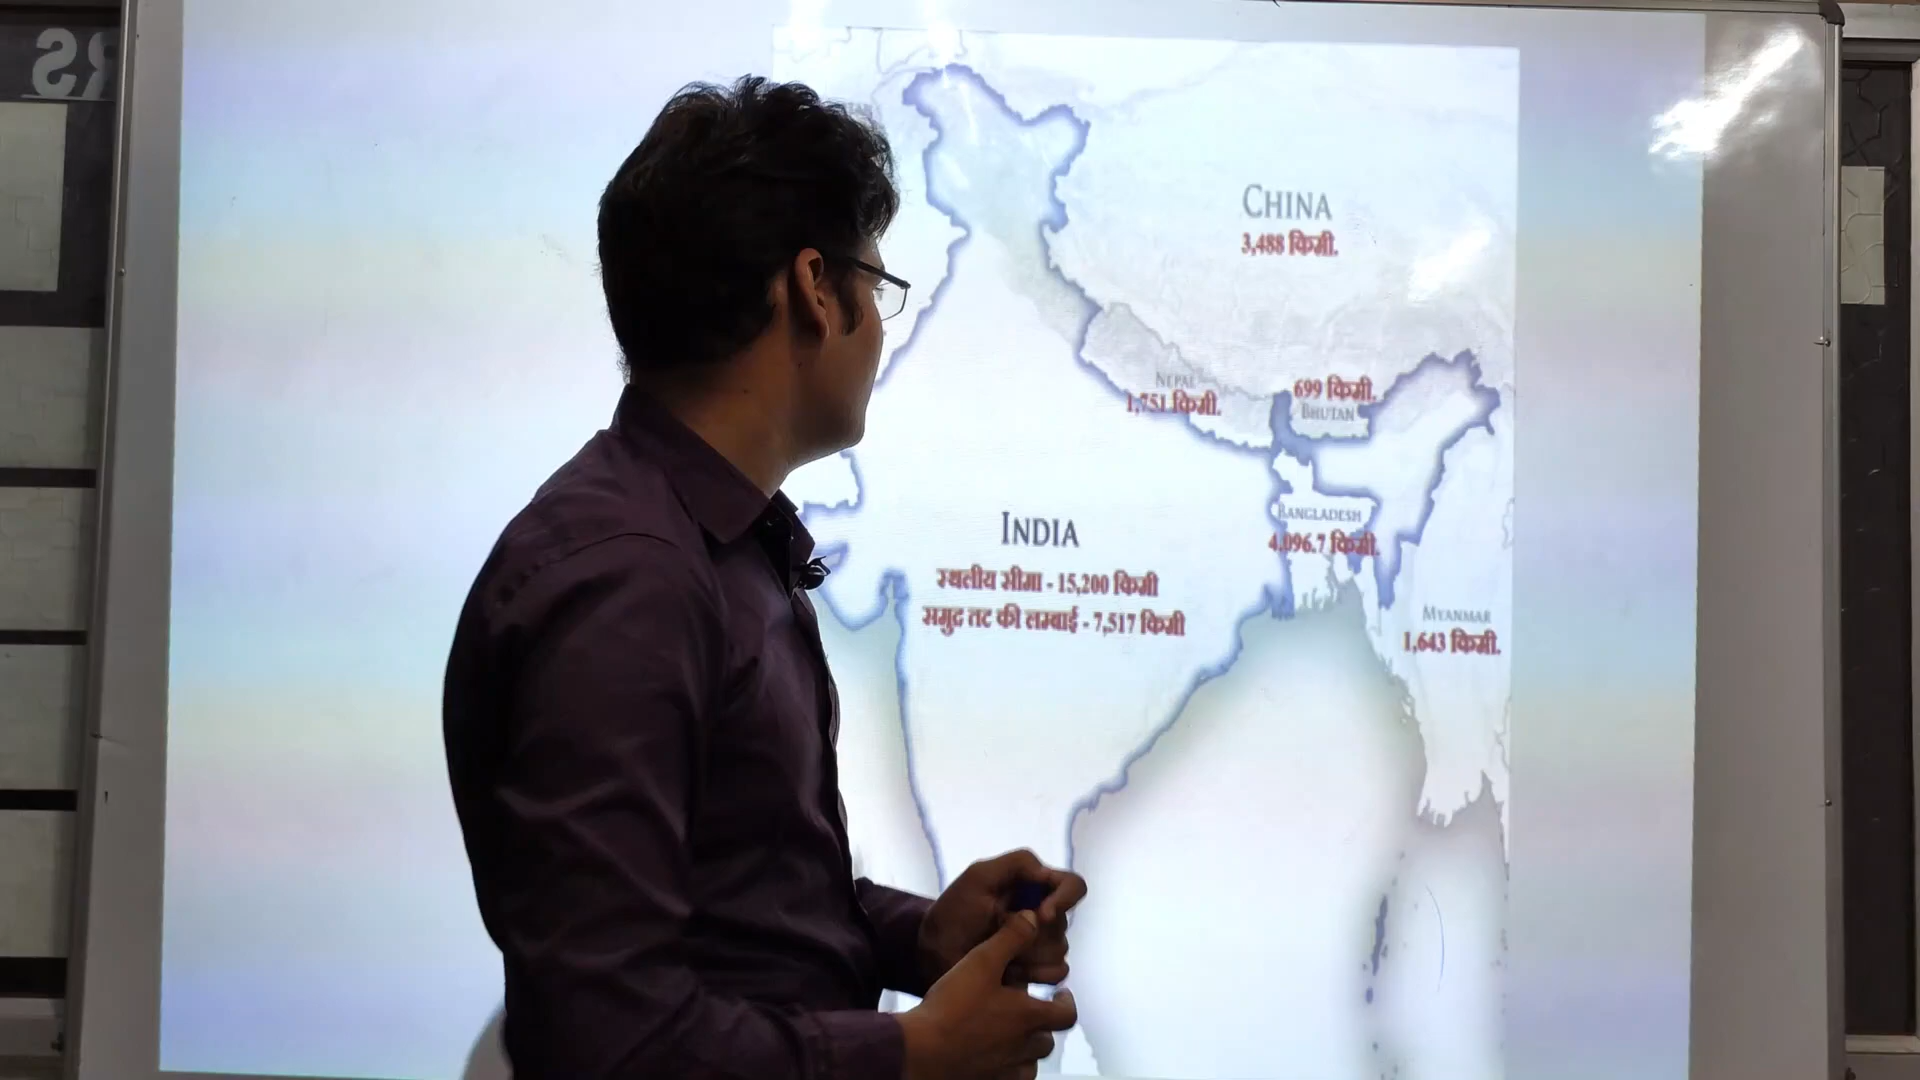 CHINA
3,488 किमी.
NEPAL
1,751 किमी.
699 किमी.
BHUTAN
BANGLADESH
4,096.7 किमी.
INDIA
स्थलीय सीमा - 15,200 किमी
समुद्र तट की लम्बाई - 7,517 किमी
MYANMAR
1,643 किमी.